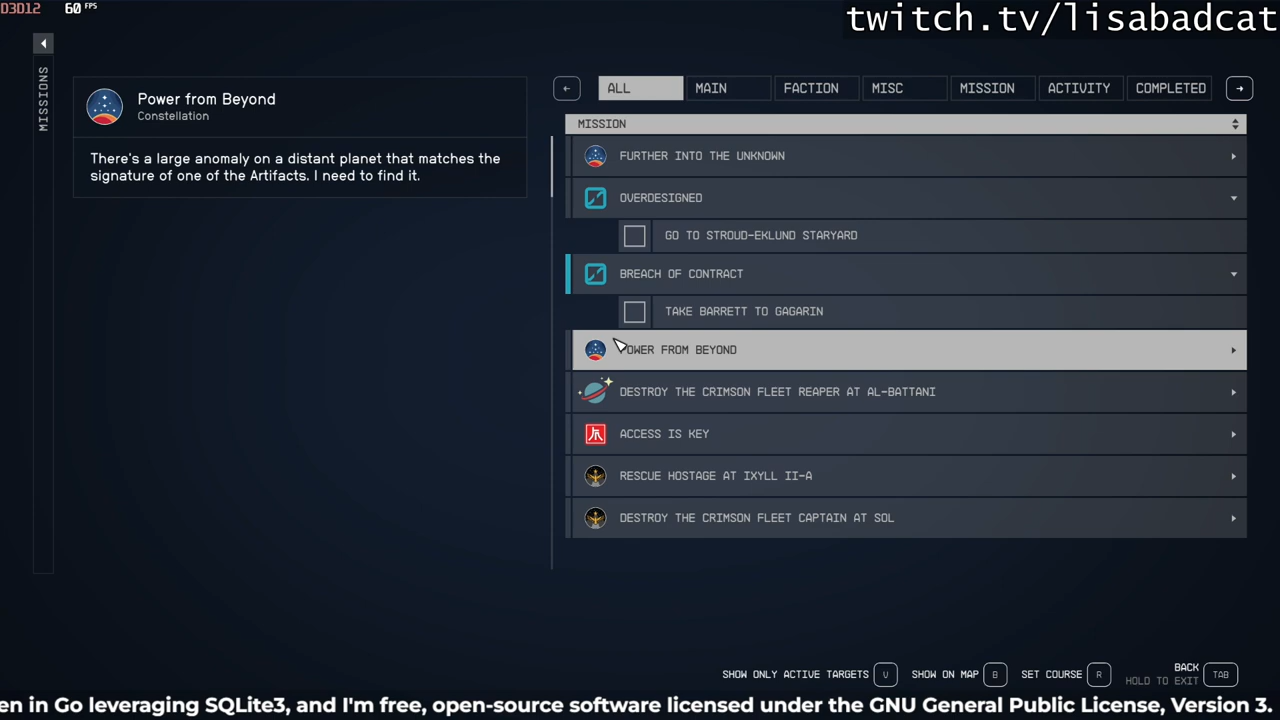 D3D12 60 FPS
twitch.tv/lisabadcat
MISSIONS
Power from Beyond
Constellation
There's a large anomaly on a distant planet that matches the
signature of one of the Artifacts. I need to find it.
ALL MAIN FACTION MISC MISSION ACTIVITY COMPLETED
MISSION
FURTHER INTO THE UNKNOWN
OVERDESIGNED
GO TO STROUD-EKLUND STARYARD
BREACH OF CONTRACT
TAKE BARRETT TO GAGARIN
POWER FROM BEYOND
DESTROY THE CRIMSON FLEET REAPER AT AL-BATTANI
ACCESS IS KEY
RESCUE HOSTAGE AT IXYLL II-A
DESTROY THE CRIMSON FLEET CAPTAIN AT SOL
SHOW ONLY ACTIVE TARGETS V SHOW ON MAP B SET COURSE R BACK
HOLD TO EXIT TAB
en in Go leveraging SQLite3, and I'm free, open-source software licensed under the GNU General Public License, Version 3.